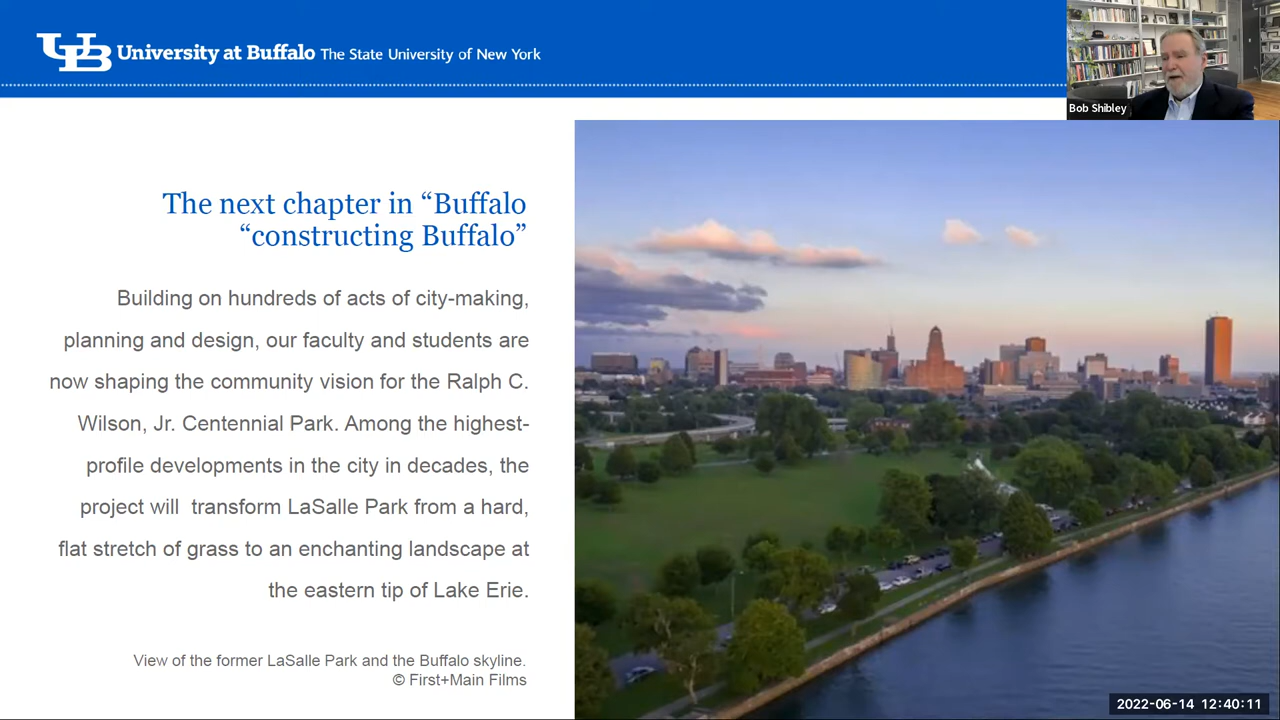 UB University at Buffalo The State University of New York
Bob Shibley
The next chapter in “Buffalo
“constructing Buffalo”
Building on hundreds of acts of city-making,
planning and design, our faculty and students are
now shaping the community vision for the Ralph C.
Wilson, Jr. Centennial Park. Among the highest-
profile developments in the city in decades, the
project will  transform LaSalle Park from a hard,
flat stretch of grass to an enchanting landscape at
the eastern tip of Lake Erie.
View of the former LaSalle Park and the Buffalo skyline.
© First+Main Films
2022-06-14 12:40:11